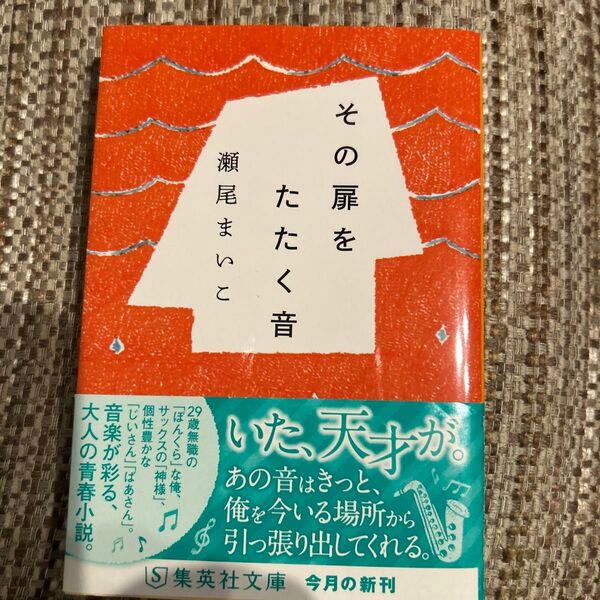 その扉を
たたく音
瀬尾まいこ
いた、天才が。
あの音はきっと、
俺を今いる場所から
引っ張り出してくれる。
29歳無職の
「ぼんくら」な俺、
サックスの「神様」、
個性豊かな
「じいさん」「ばあさん」。
音楽が彩る、
大人の青春小説。
S 集英社文庫 今月の新刊